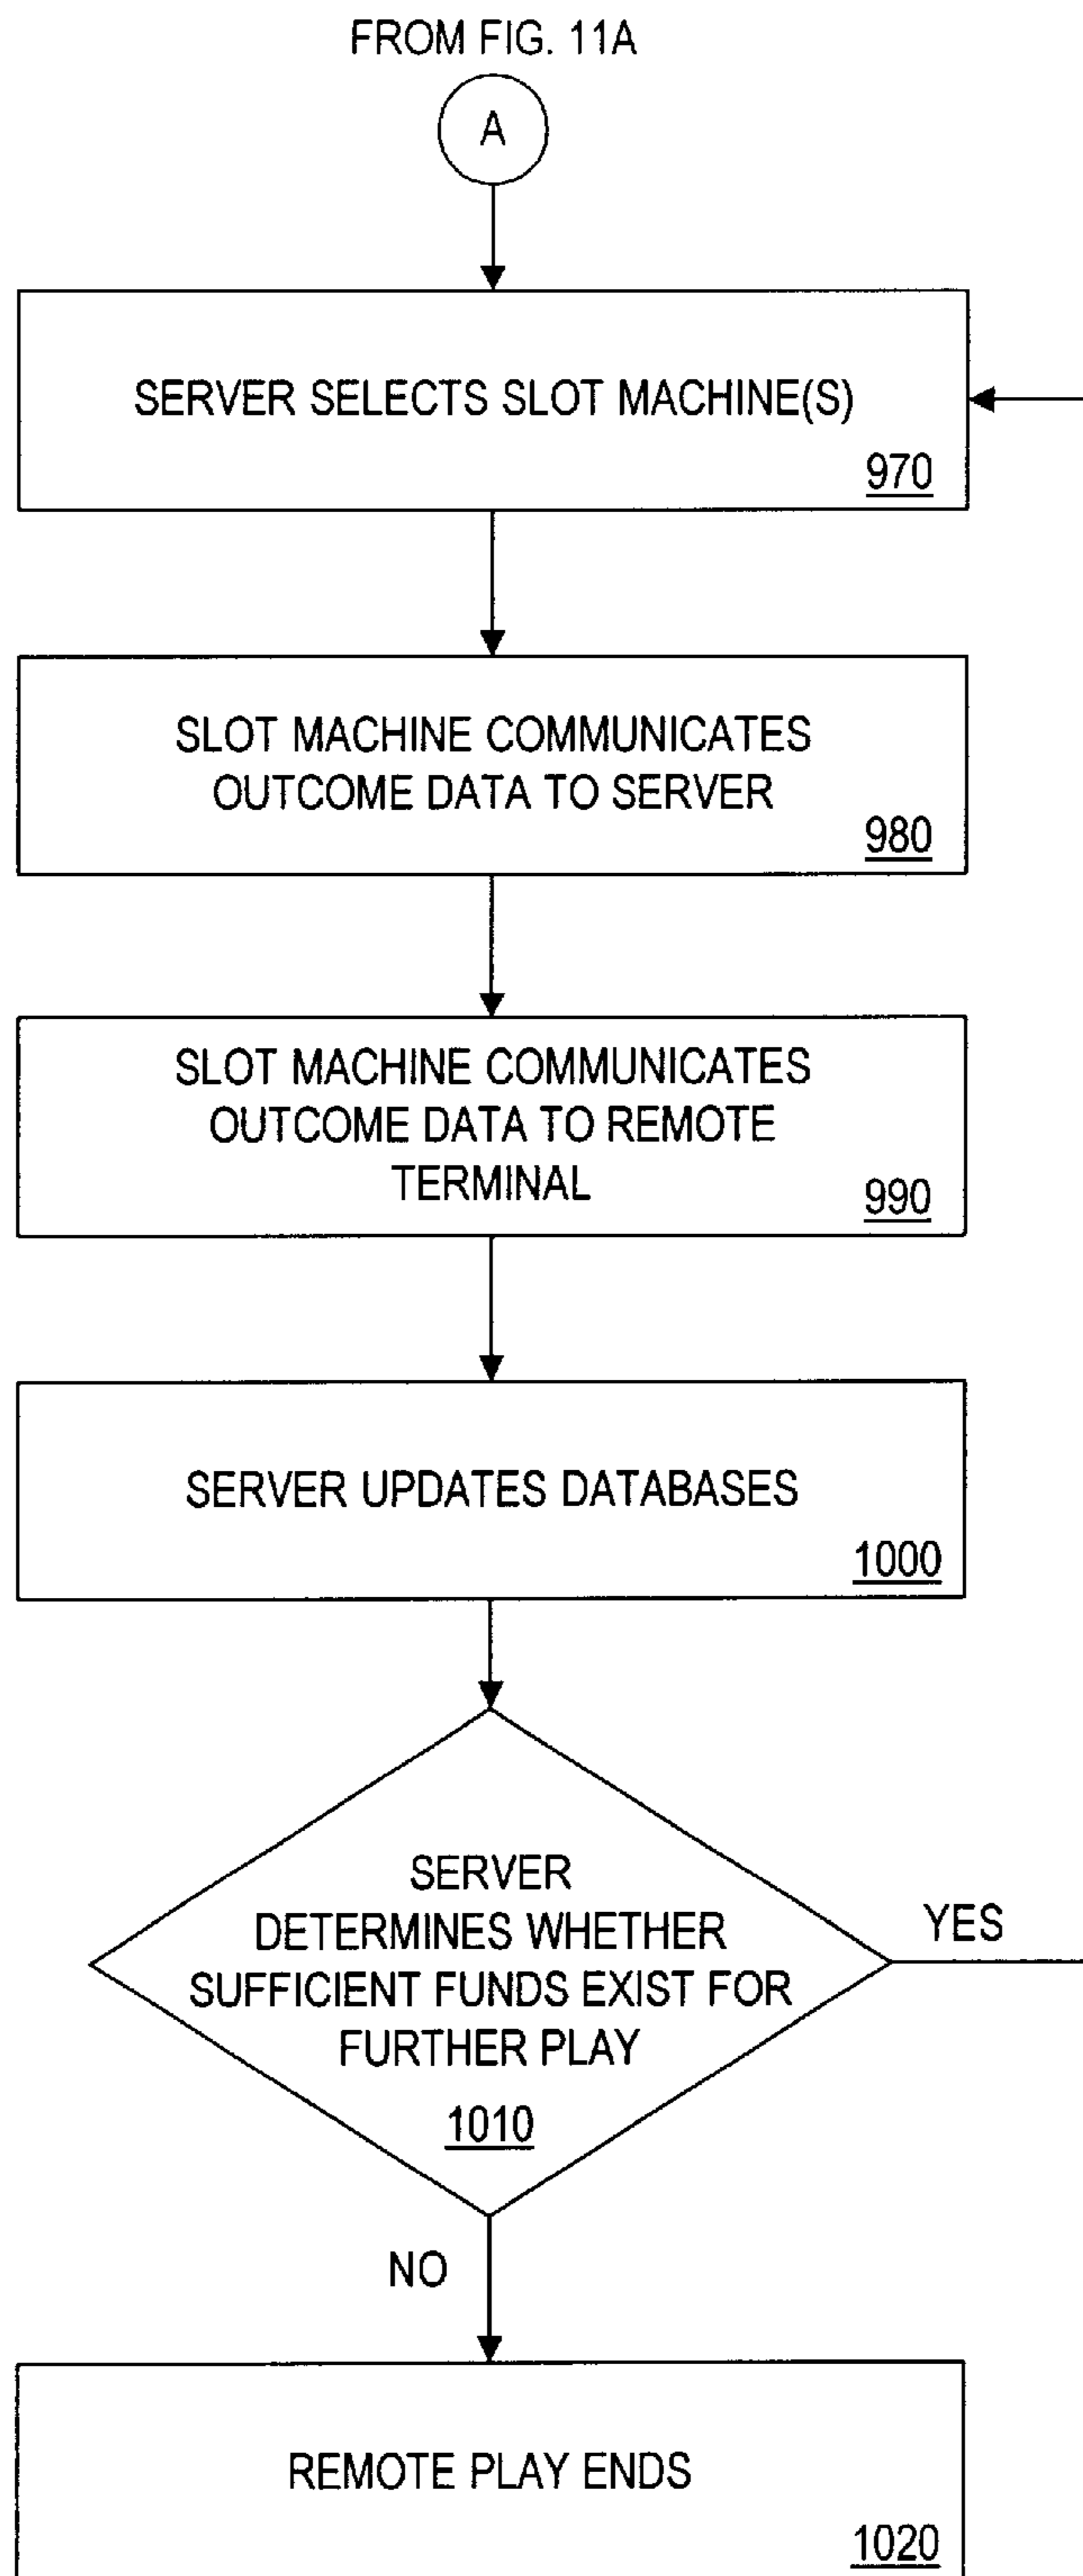 FROM FIG. 11A
A
SERVER SELECTS SLOT MACHINE(S)
970
SLOT MACHINE COMMUNICATES
OUTCOME DATA TO SERVER
980
SLOT MACHINE COMMUNICATES
OUTCOME DATA TO REMOTE
TERMINAL
990
SERVER UPDATES DATABASES
1000
SERVER
DETERMINES WHETHER
SUFFICIENT FUNDS EXIST FOR
FURTHER PLAY
1010
YES
NO
REMOTE PLAY ENDS
1020